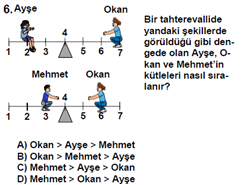 6. Ayşe Okan
4
1 2 3 5 6 7
Mehmet Okan
4
1 2 3 5 6 7
Bir tahterevallide
yandaki şekillerde
görüldüğü gibi den-
gede olan Ayşe, O-
kan ve Mehmet'in
kütleleri nasıl sıra-
lanır?
A) Okan > Ayşe > Mehmet
B) Okan > Mehmet > Ayşe
C) Mehmet > Ayşe > Okan
D) Mehmet > Okan > Ayşe